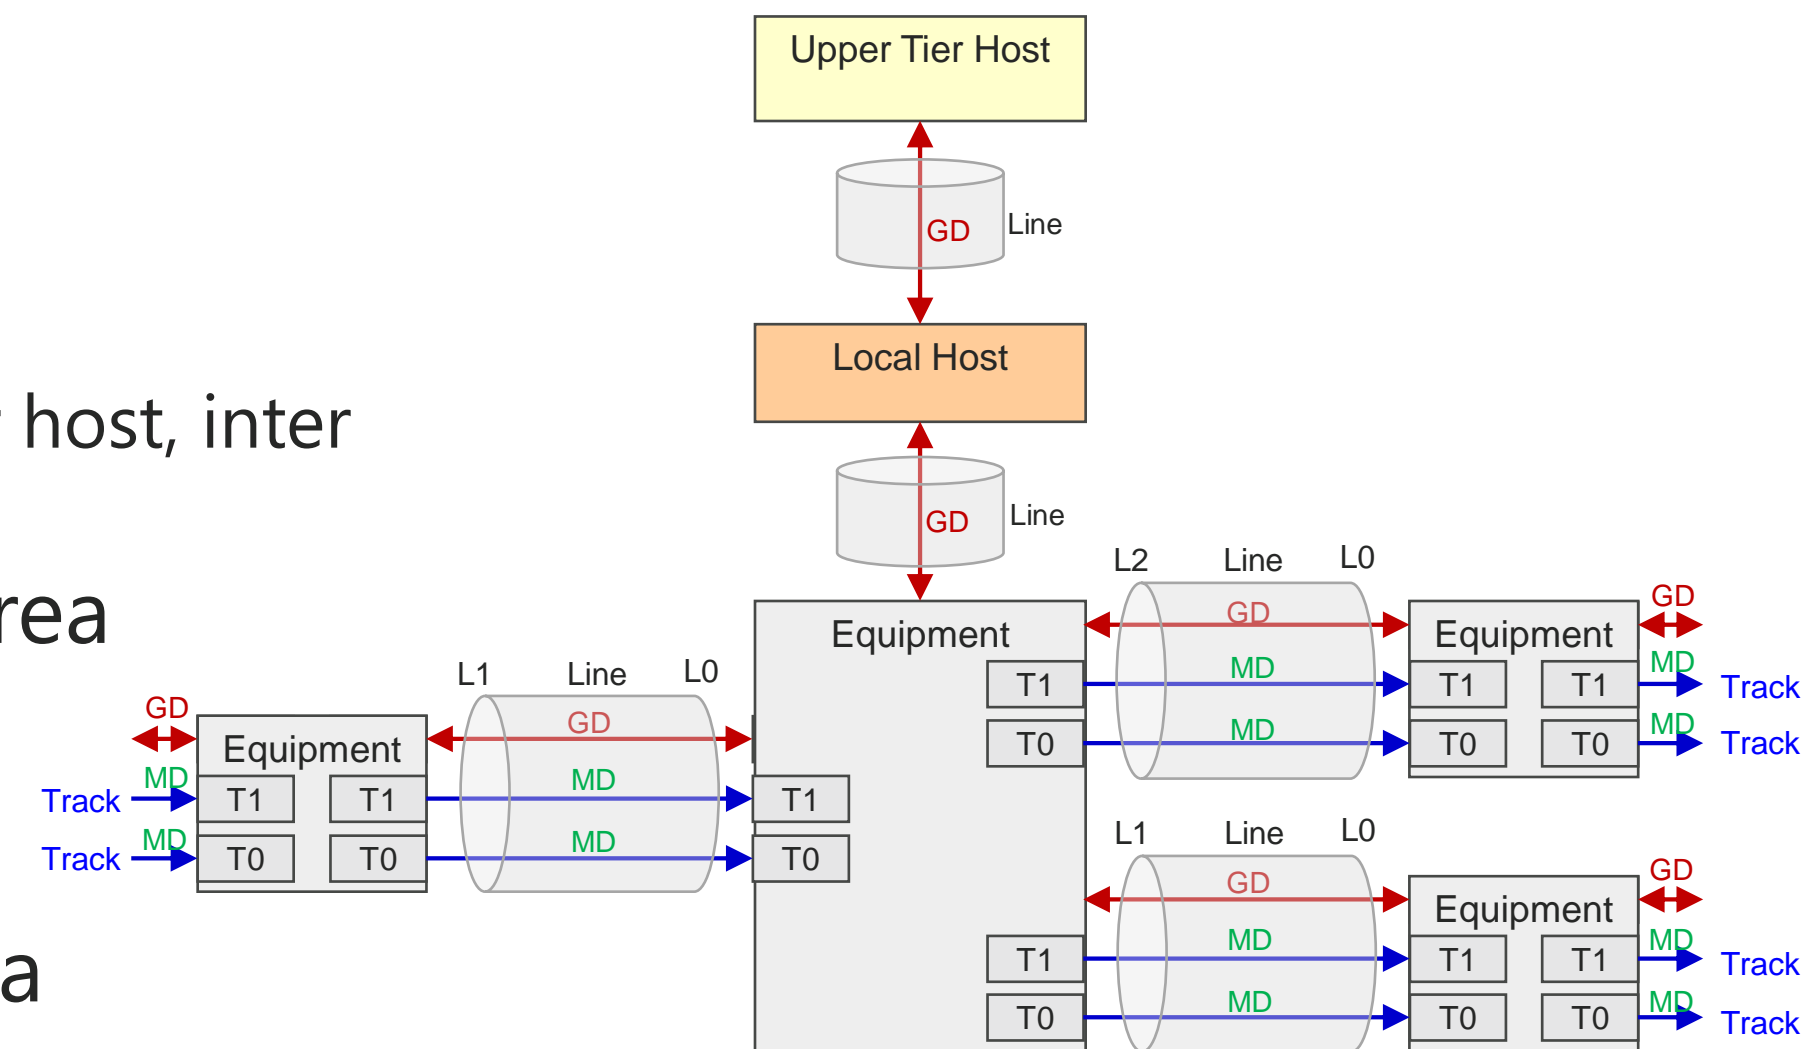 Upper Tier Host
GD
Line
Local Host
host, inter
GD
Line
L2
Line
L0
GD
GD
Equipment
Equipment
T1
MD
T1
T1
MD
Track
T0
MD
T0
T0
MD
Track
L1
Line
L0
GD
GD
Equipment
Track
MD
T1
T1
MD
T1
Track
MD
T0
T0
MD
T0
L1
Line
L0
GD
GD
Equipment
T1
MD
T1
T1
MD
Track
T0
MD
T0
T0
MD
Track
rea
a